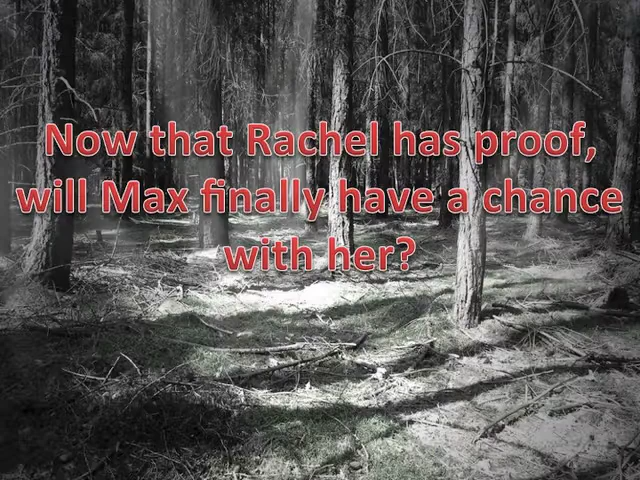 Now that Rachel has proof,
will Max finally have a chance
with her?